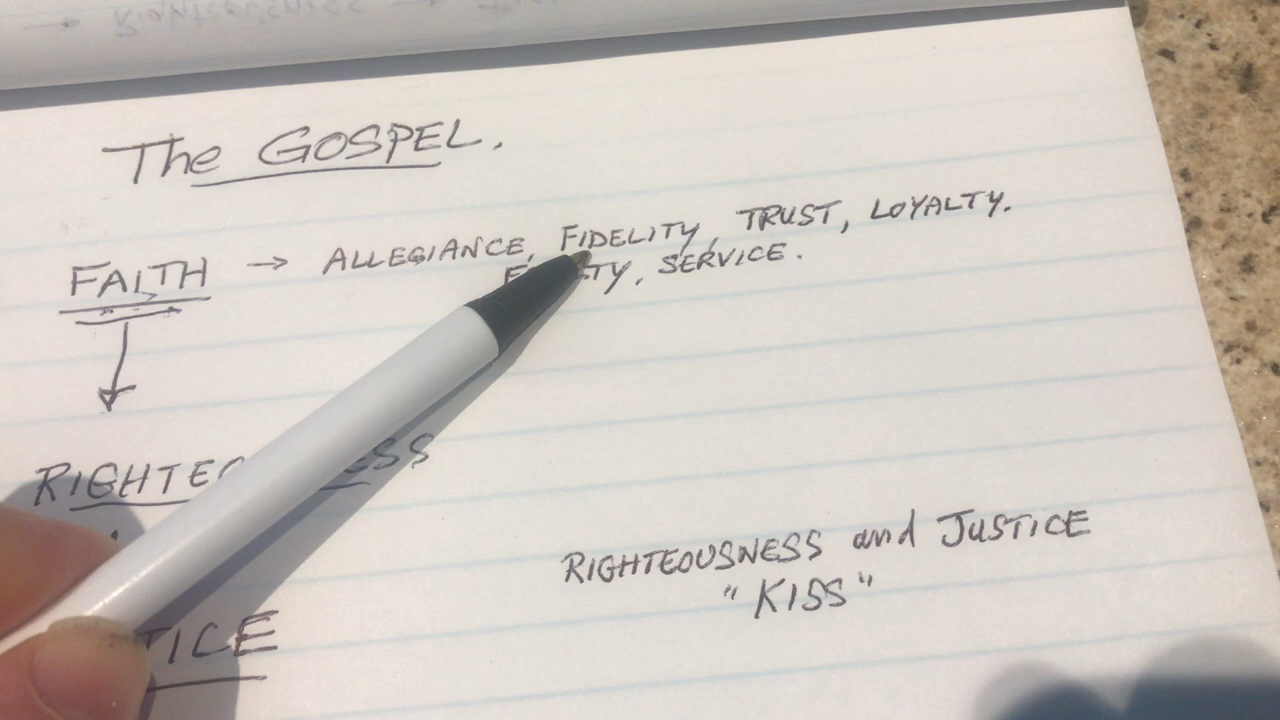 The GOSPEL.
FAITH → ALLEGIANCE, FIDELITY, TRUST, LOYALTY.
SERVICE.
RIGHTEOUSNESS and JUSTICE
"KISS"